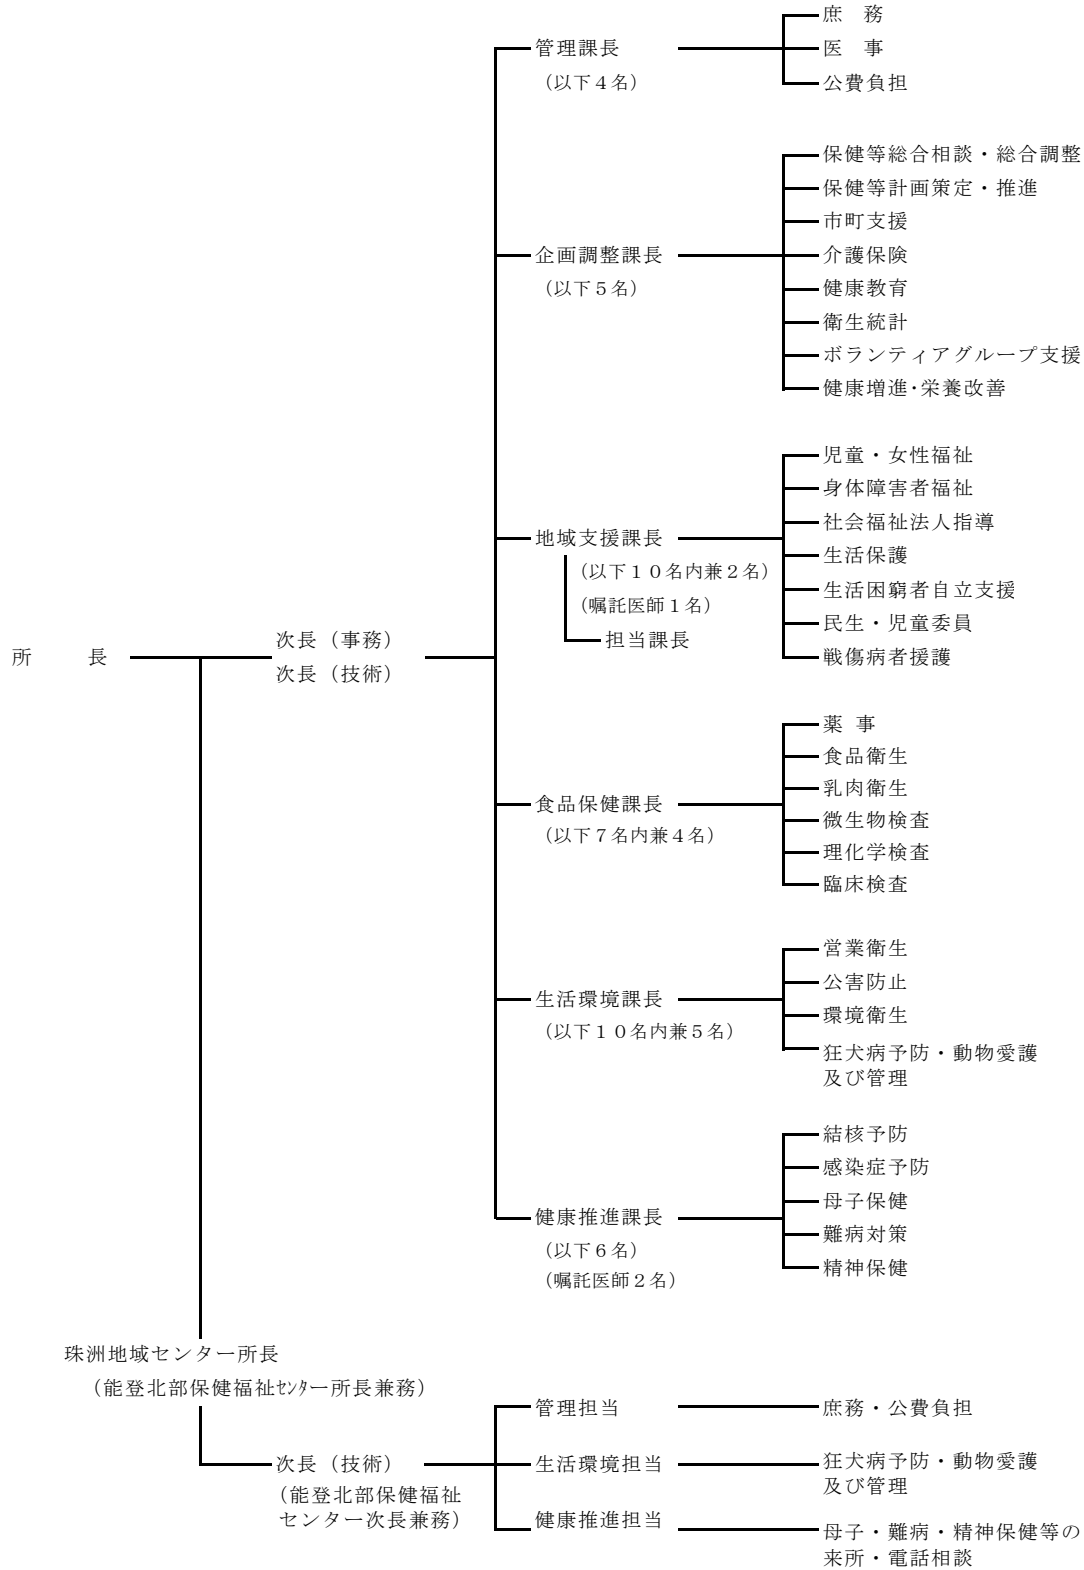 所　　長
次長（事務）
次長（技術）
管理課長
（以下４名）
庶　務
医　事
公費負担
企画調整課長
（以下５名）
保健等総合相談・総合調整
保健等計画策定・推進
市町支援
介護保険
健康教育
衛生統計
ボランティアグループ支援
健康増進･栄養改善
地域支援課長
（以下１０名内兼２名）
（嘱託医師１名）
担当課長
児童・女性福祉
身体障害者福祉
社会福祉法人指導
生活保護
生活困窮者自立支援
民生・児童委員
戦傷病者援護
食品保健課長
（以下７名内兼４名）
薬　事
食品衛生
乳肉衛生
微生物検査
理化学検査
臨床検査
生活環境課長
（以下１０名内兼５名）
営業衛生
公害防止
環境衛生
狂犬病予防・動物愛護
及び管理
健康推進課長
（以下６名）
（嘱託医師２名）
結核予防
感染症予防
母子保健
難病対策
精神保健
珠洲地域センター所長
（能登北部保健福祉ｾﾝﾀｰ所長兼務）
次長（技術）
（能登北部保健福祉
センター次長兼務）
管理担当
庶務・公費負担
生活環境担当
狂犬病予防・動物愛護
及び管理
健康推進担当
母子・難病・精神保健等の
来所・電話相談